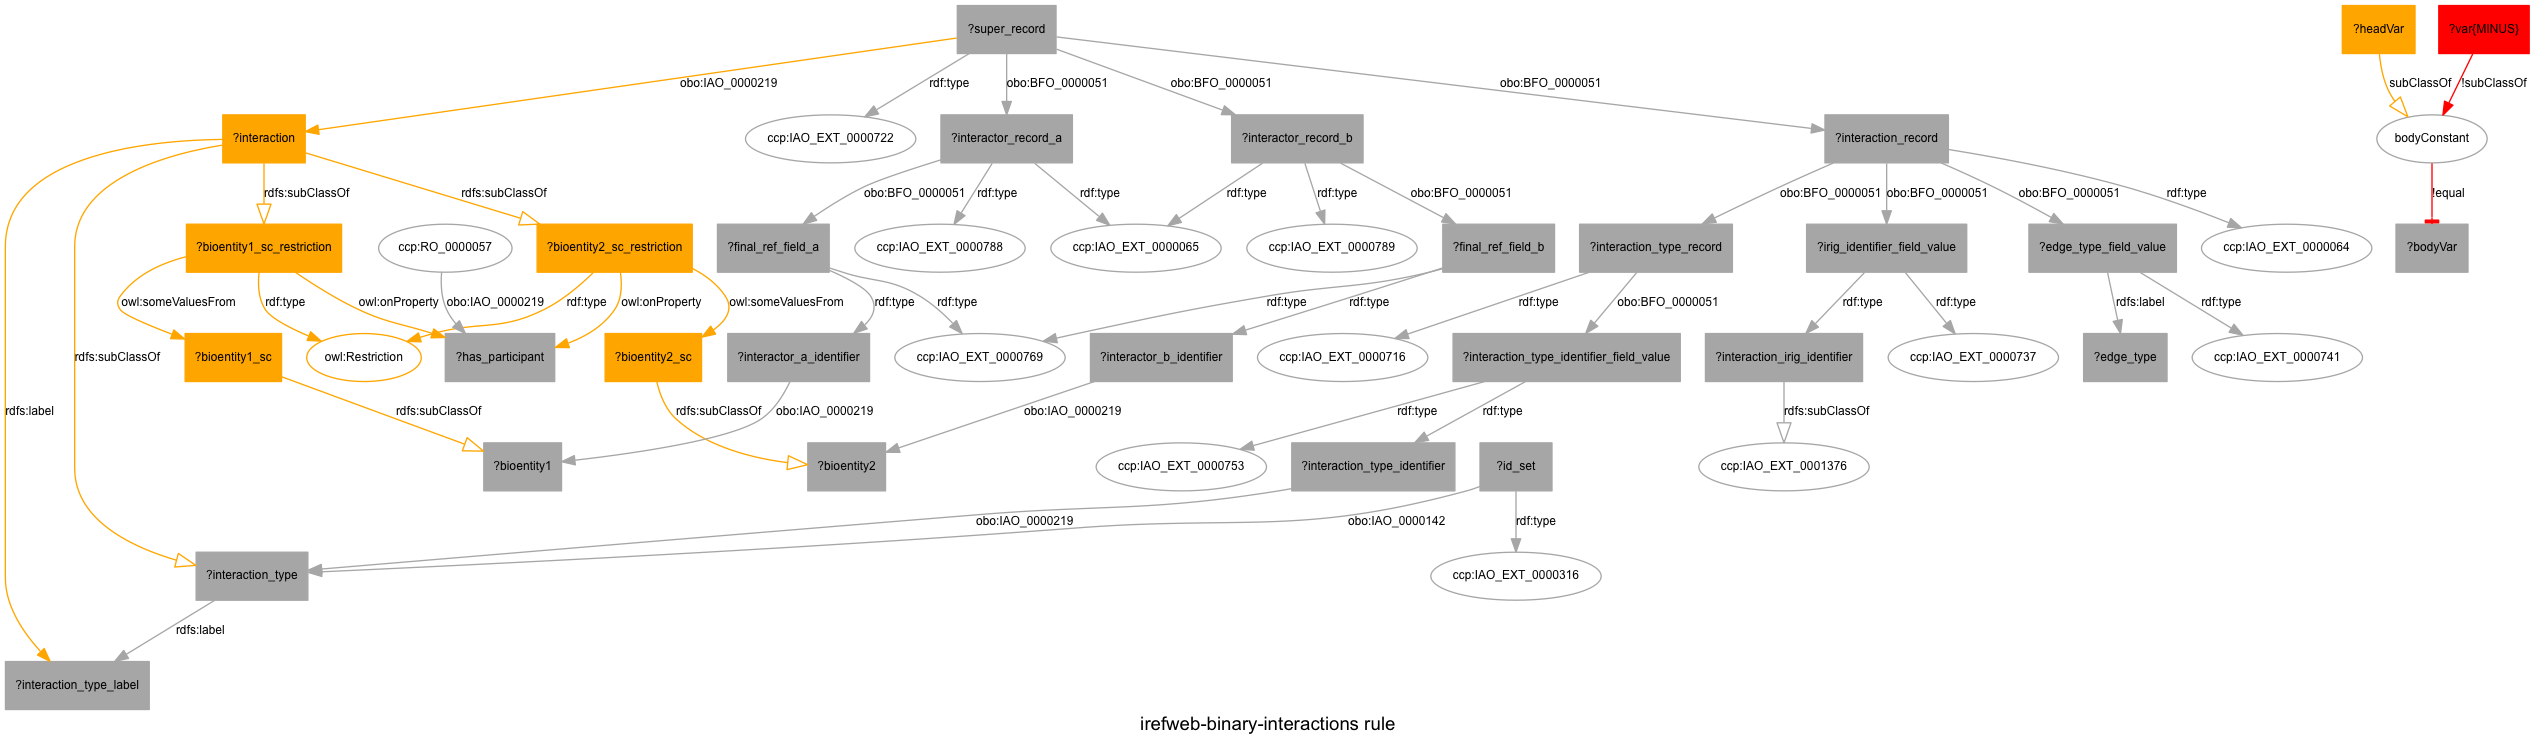 ?super_record
?headVar
?var{MINUS}
obo:IAO_0000219
rdf:type
obo:BFO_0000051
obo:BFO_0000051
obo:BFO_0000051
subClassOf
!subClassOf
?interaction
ccp:IAO_EXT_0000722
?interactor_record_a
?interactor_record_b
?interaction_record
bodyConstant
rdfs:subClassOf
rdfs:subClassOf
obo:BFO_0000051
rdf:type
rdf:type
rdf:type
rdf:type
obo:BFO_0000051
obo:BFO_0000051
obo:BFO_0000051
obo:BFO_0000051
rdf:type
!equal
?bioentity1_sc_restriction
ccp:RO_0000057
?bioentity2_sc_restriction
?final_ref_field_a
ccp:IAO_EXT_0000788
ccp:IAO_EXT_0000065
ccp:IAO_EXT_0000789
?final_ref_field_b
?interaction_type_record
?irig_identifier_field_value
?edge_type_field_value
ccp:IAO_EXT_0000064
?bodyVar
owl:someValuesFrom
rdf:type
owl:onProperty
obo:IAO_0000219
rdf:type
owl:onProperty
owl:someValuesFrom
rdf:type
rdf:type
rdf:type
rdf:type
rdf:type
obo:BFO_0000051
rdf:type
rdf:type
rdfs:label
rdf:type
rdfs:subClassOf
?bioentity1_sc
owl:Restriction
?has_participant
?bioentity2_sc
?interactor_a_identifier
ccp:IAO_EXT_0000769
?interactor_b_identifier
ccp:IAO_EXT_0000716
?interaction_type_identifier_field_value
?interaction_irig_identifier
ccp:IAO_EXT_0000737
?edge_type
ccp:IAO_EXT_0000741
rdfs:label
rdfs:subClassOf
rdfs:subClassOf
obo:IAO_0000219
obo:IAO_0000219
rdf:type
rdf:type
rdfs:subClassOf
?bioentity1
?bioentity2
ccp:IAO_EXT_0000753
?interaction_type_identifier
?id_set
ccp:IAO_EXT_0001376
obo:IAO_0000219
obo:IAO_0000142
rdf:type
?interaction_type
ccp:IAO_EXT_0000316
rdfs:label
?interaction_type_label
irefweb-binary-interactions rule